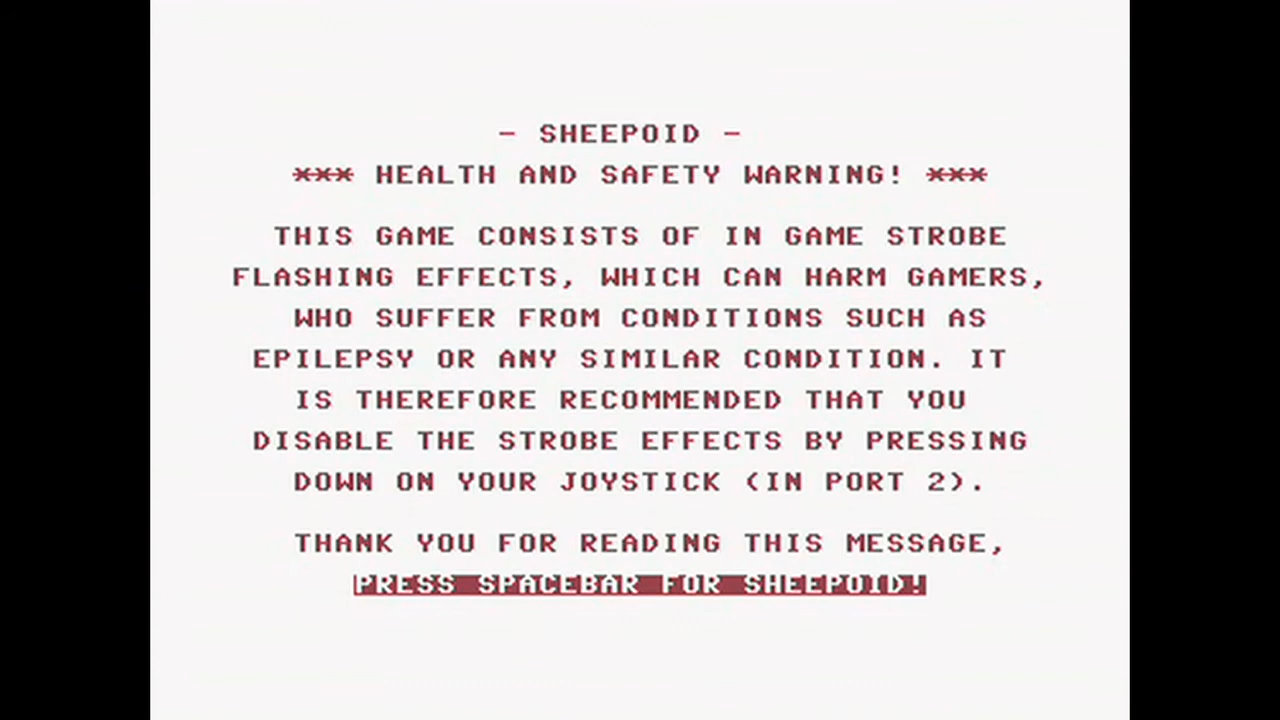 - SHEEPOID -
*** HEALTH AND SAFETY WARNING! ***
THIS GAME CONSISTS OF IN GAME STROBE
FLASHING EFFECTS, WHICH CAN HARM GAMERS,
WHO SUFFER FROM CONDITIONS SUCH AS
EPILEPSY OR ANY SIMILAR CONDITION. IT
IS THEREFORE RECOMMENDED THAT YOU
DISABLE THE STROBE EFFECTS BY PRESSING
DOWN ON YOUR JOYSTICK (IN PORT 2).
THANK YOU FOR READING THIS MESSAGE,
PRESS SPACEBAR FOR SHEEPOID!